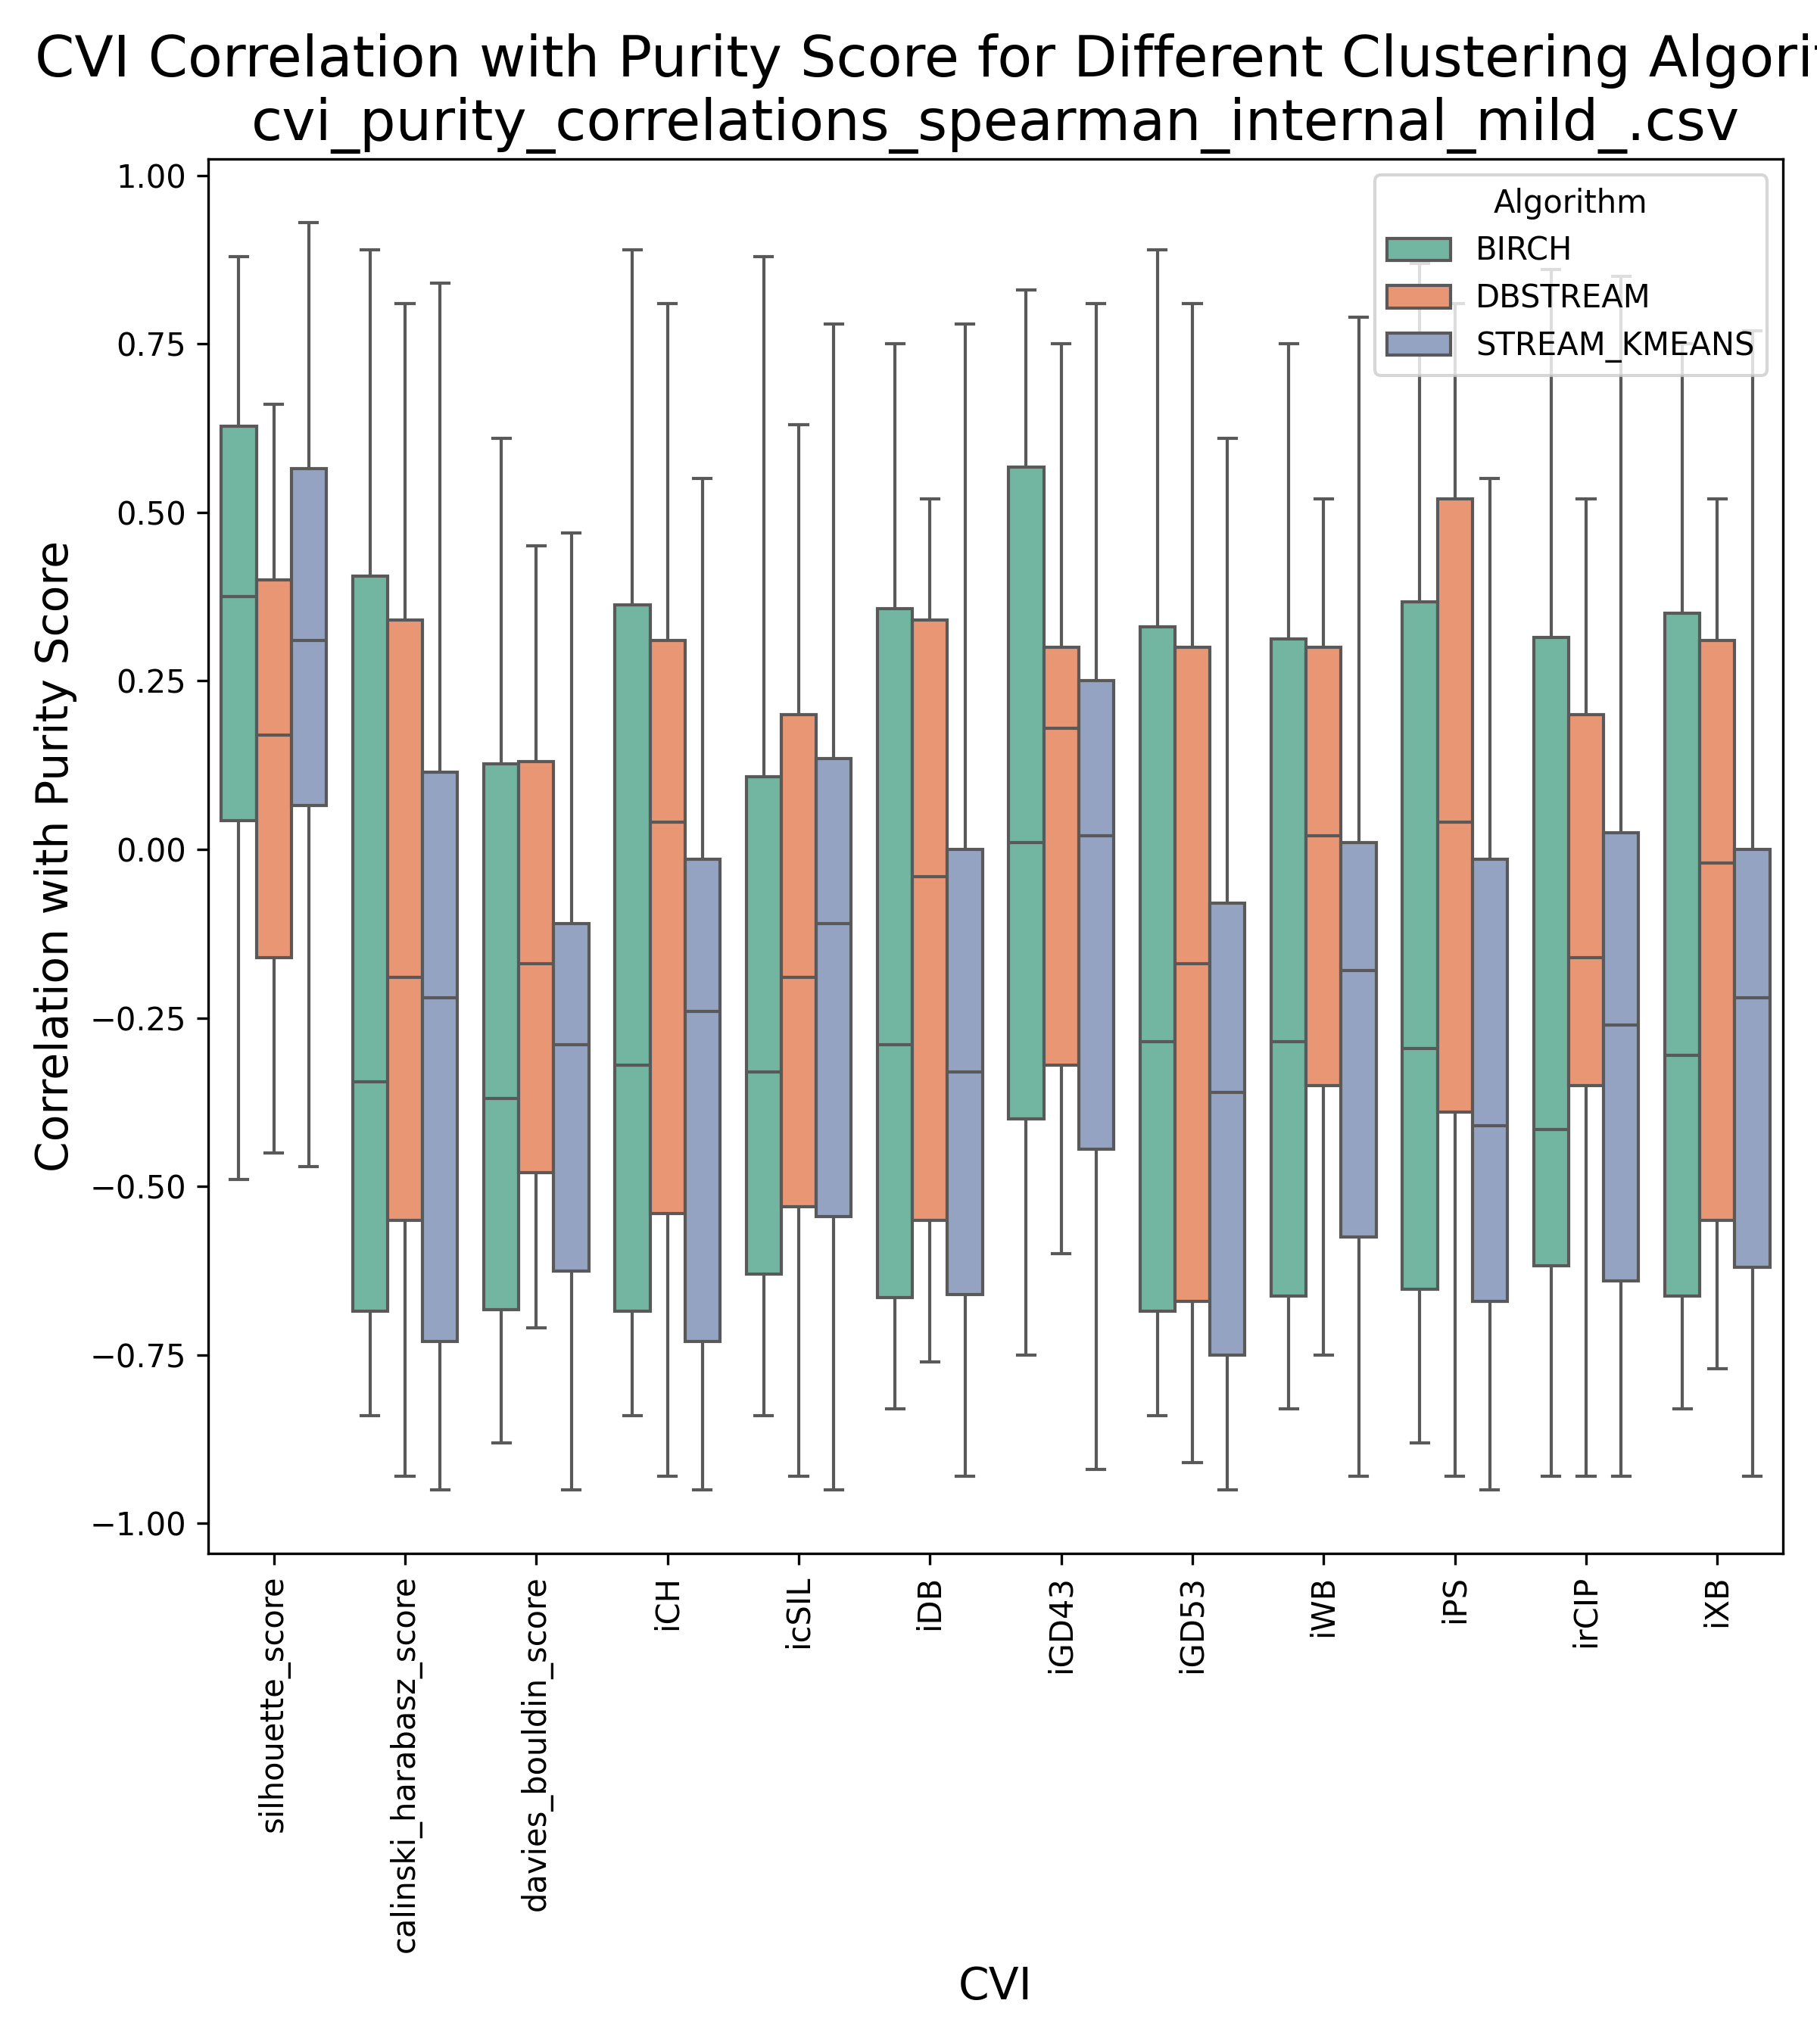 CVI Correlation with Purity Score for Different Clustering Algori
cvi_purity_correlations_spearman_internal_mild_.csv
Correlation with Purity Score
1.00
0.75
0.50
0.25
0.00
−0.25
−0.50
−0.75
−1.00
Algorithm
BIRCH
DBSTREAM
STREAM_KMEANS
silhouette_score
calinski_harabasz_score
davies_bouldin_score
iCH
icSIL
iDB
iGD43
iGD53
iWB
iPS
irCIP
iXB
CVI